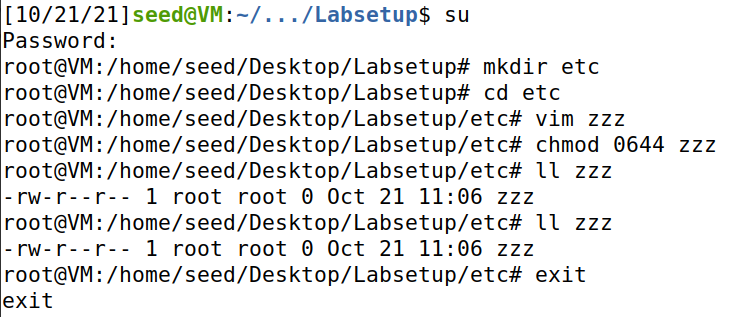 [10/21/21]seed@VM:~/.../Labsetup$ su
Password:
root@VM:/home/seed/Desktop/Labsetup# mkdir etc
root@VM:/home/seed/Desktop/Labsetup# cd etc
root@VM:/home/seed/Desktop/Labsetup/etc# vim zzz
root@VM:/home/seed/Desktop/Labsetup/etc# chmod 0644 zzz
root@VM:/home/seed/Desktop/Labsetup/etc# ll zzz
-rw-r--r-- 1 root root 0 Oct 21 11:06 zzz
root@VM:/home/seed/Desktop/Labsetup/etc# ll zzz
-rw-r--r-- 1 root root 0 Oct 21 11:06 zzz
root@VM:/home/seed/Desktop/Labsetup/etc# exit
exit